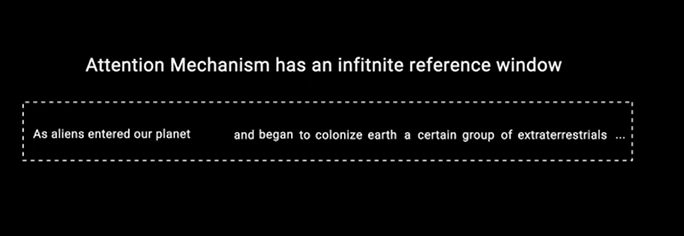 Attention Mechanism has an infitnite reference window
As aliens entered our planet and began to colonize earth a certain group of extraterrestrials ...